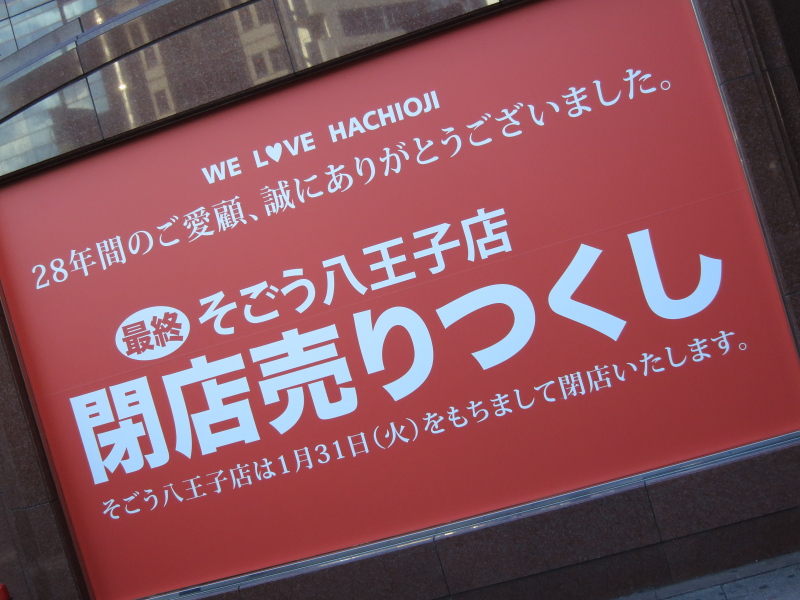 WE L♥VE HACHIOJI
28年間のご愛顧、誠にありがとうございました。
最終 そごう八王子店
閉店売りつくし
そごう八王子店は1月31日(火)をもちまして閉店いたします。